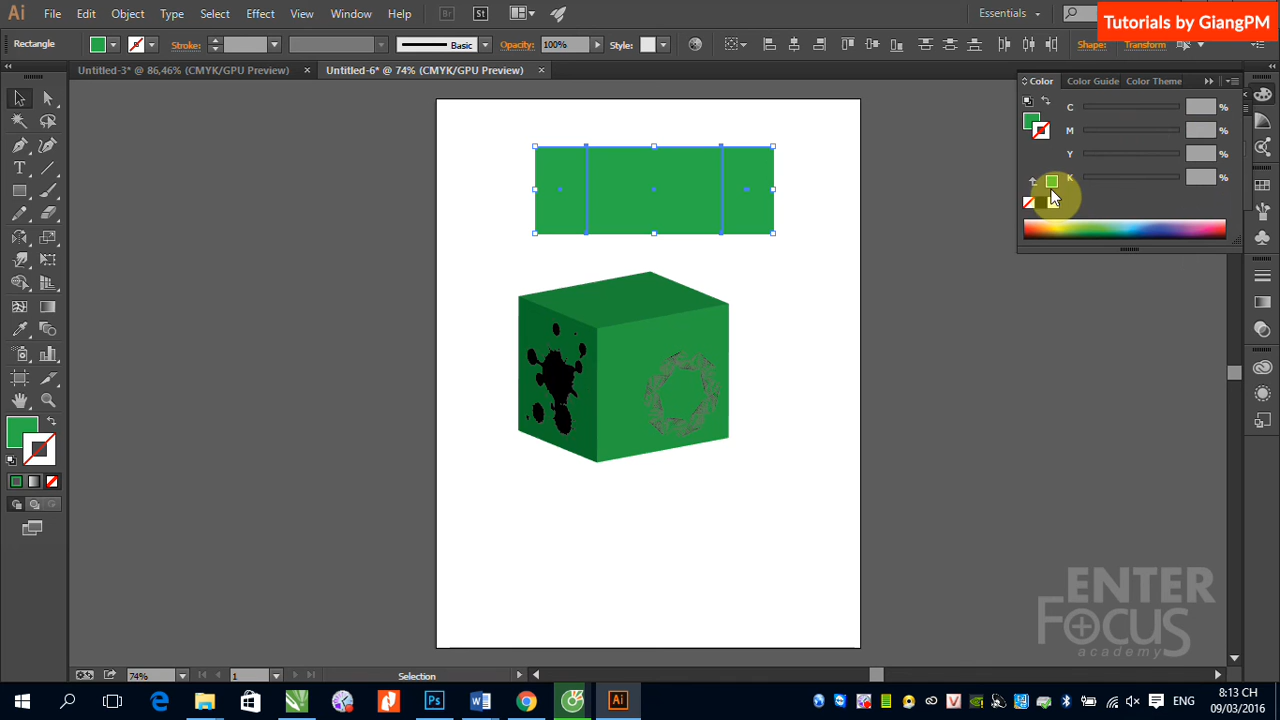 Ai File Edit Object Type Select Effect View Window Help Br St Essentials
Tutorials by GiangPM
Rectangle Stroke: Basic Opacity: 100% Style: Shape: Transform
Untitled-3* @ 86,46% (CMYK/GPU Preview) × Untitled-6* @ 74% (CMYK/GPU Preview) ×
Color Color Guide Color Theme
C %
M %
Y %
K %
ENTER
FOCUS
academy
74% 1 Selection
ENG
8:13 CH
09/03/2016